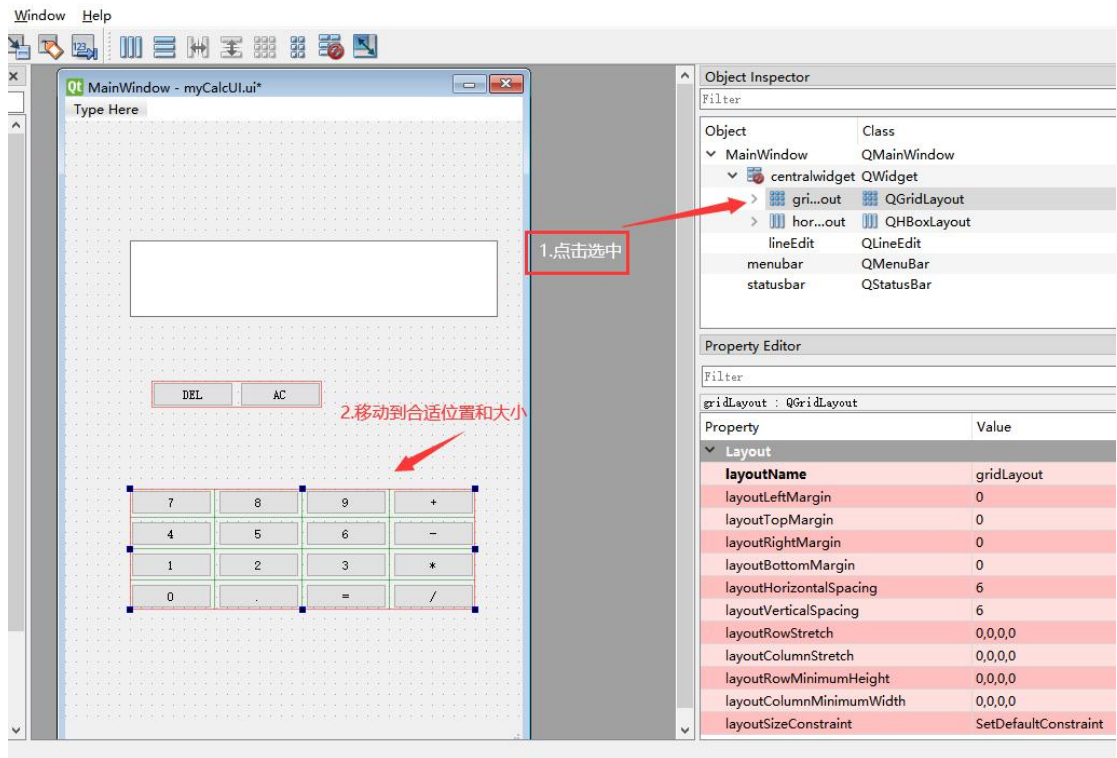 Window Help
MainWindow - myCalcUI.ui*
Type Here
DEL AC
2.移动到合适位置和大小
7 8 9 +
4 5 6 -
1 2 3 *
0 . = /
1.点击选中
Object Inspector
Filter
Object Class
MainWindow QMainWindow
centralwidget QWidget
gri...out QGridLayout
hor...out QHBoxLayout
lineEdit QLineEdit
menubar QMenuBar
statusbar QStatusBar
Property Editor
Filter
gridLayout : QGridLayout
Property Value
Layout
layoutName gridLayout
layoutLeftMargin 0
layoutTopMargin 0
layoutRightMargin 0
layoutBottomMargin 0
layoutHorizontalSpacing 6
layoutVerticalSpacing 6
layoutRowStretch 0,0,0,0
layoutColumnStretch 0,0,0,0
layoutRowMinimumHeight 0,0,0,0
layoutColumnMinimumWidth 0,0,0,0
layoutSizeConstraint SetDefaultConstraint